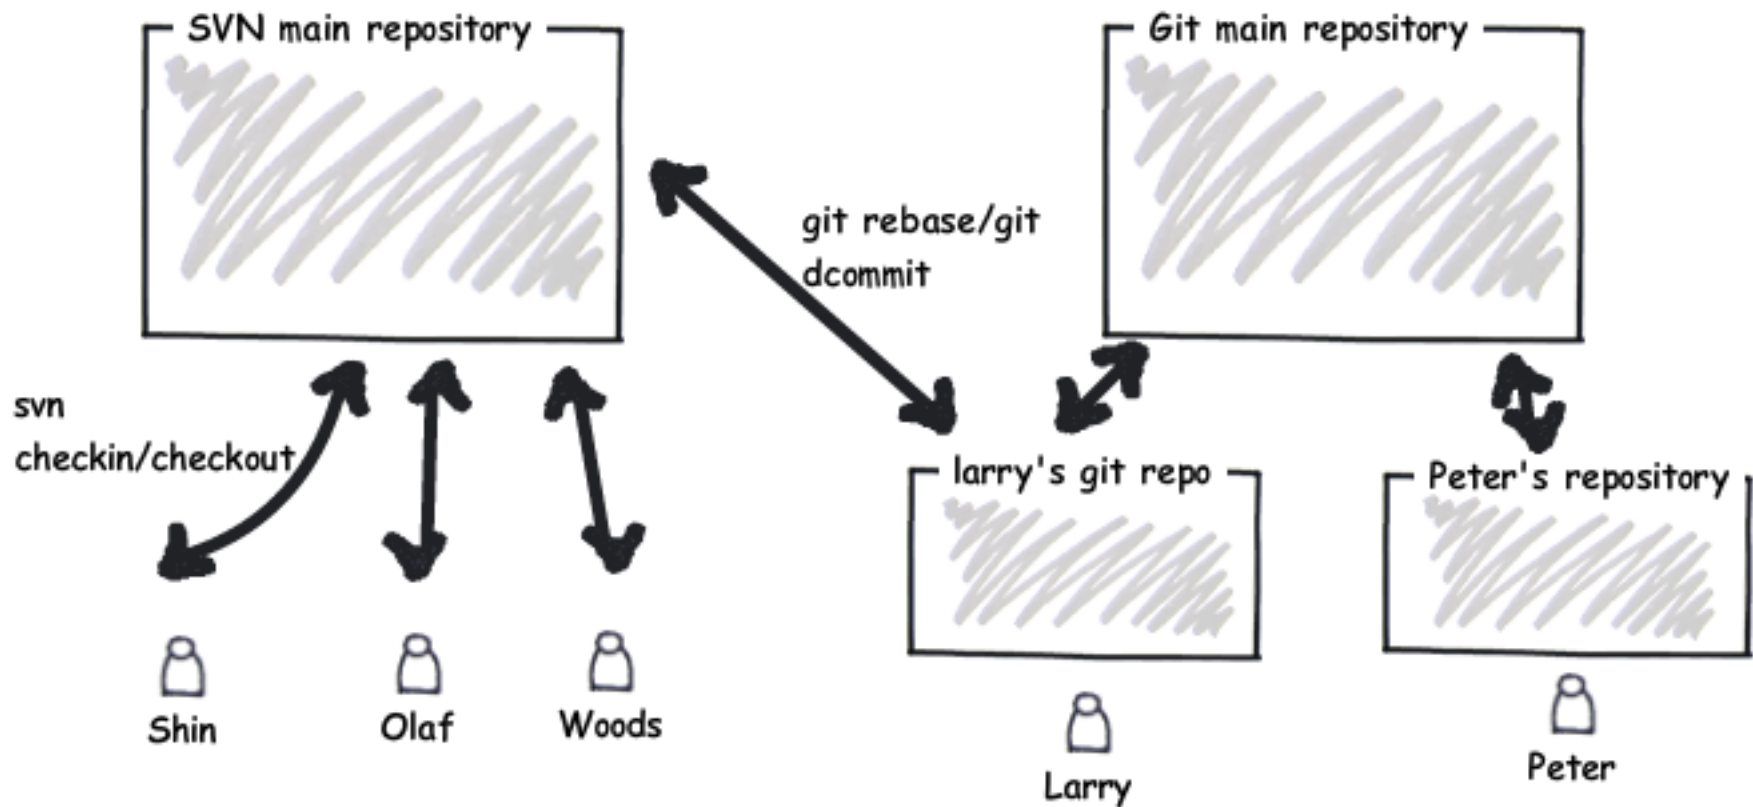 SVN main repository
Git main repository
git rebase/git
dcommit
svn
checkin/checkout
larry's git repo
Peter's repository
Shin
Olaf
Woods
Larry
Peter